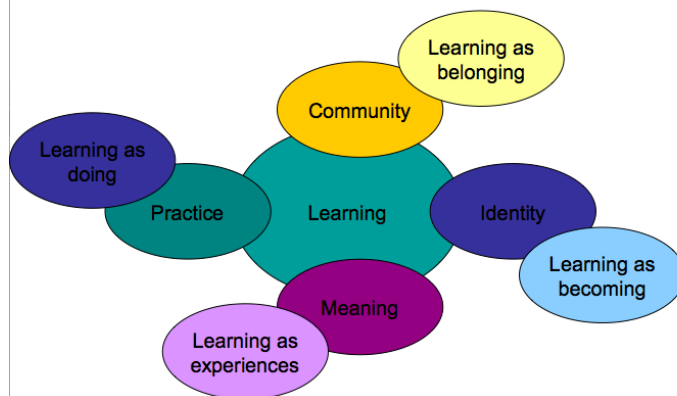 Learning as
belonging
Community
Learning as
doing
Practice
Learning
Identity
Learning as
becoming
Meaning
Learning as
experiences